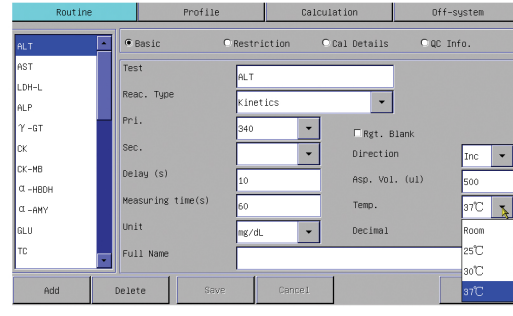 Routine Profile Calculation Off-system
ALT
AST
LDH-L
ALP
γ-GT
CK
CK-MB
α-HBDH
α-AMY
GLU
TC
Basic Restriction Cal Details QC Info.
Test ALT
Reac. Type Kinetics
Pri. 340 Rgt. Blank
Sec. Direction Inc
Delay (s) 10 Asp. Vol. (ul) 500
Measuring time(s) 60 Temp. 37℃
Unit mg/dL Decimal
Full Name
Room
25℃
30℃
37℃
Add Delete Save Cancel